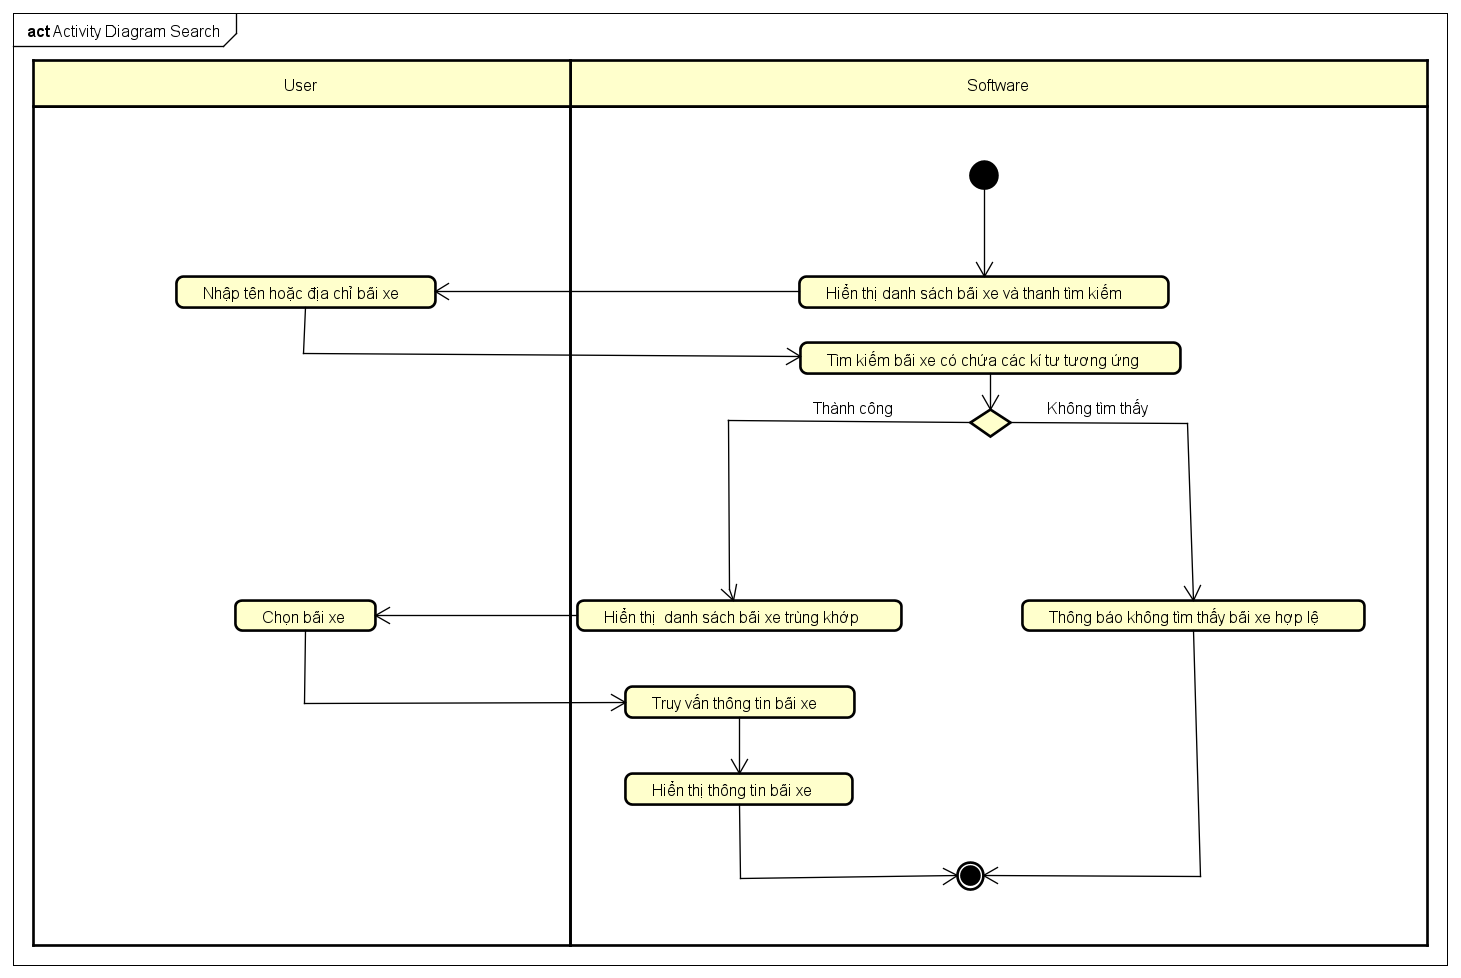 act Activity Diagram Search
User
Software
Nhập tên hoặc địa chỉ bãi xe
Hiển thị danh sách bãi xe và thanh tìm kiếm
Tìm kiếm bãi xe có chứa các kí tư tương ứng
Thành công
Không tìm thấy
Chọn bãi xe
Hiển thị danh sách bãi xe trùng khớp
Thông báo không tìm thấy bãi xe hợp lệ
Truy vấn thông tin bãi xe
Hiển thị thông tin bãi xe